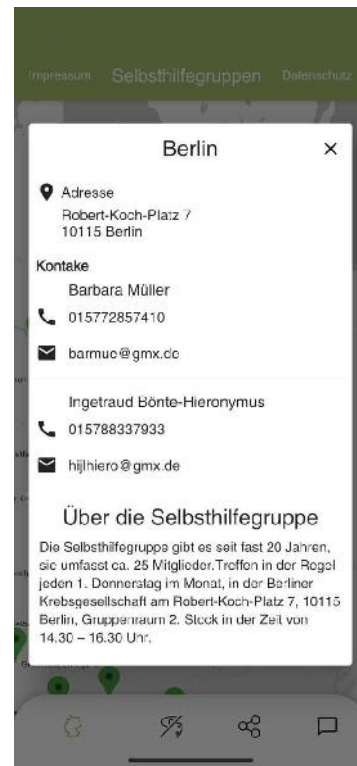 Impressum Selbsthilfegruppen Datenschutz
Berlin
Adresse
Robert-Koch-Platz 7
10115 Berlin
Kontake
Barbara Müller
015772857410
barmue@gmx.de
Ingetraud Bönte-Hieronymus
015788337933
hijlhiero@gmx.de
Über die Selbsthilfegruppe
Die Selbsthilfegruppe gibt es seit fast 20 Jahren,
sie umfasst ca. 25 Mitglieder.Treffen in der Regel
jeden 1. Donnerstag im Monat, in der Berliner
Krebsgesellschaft am Robert-Koch-Platz 7, 10115
Berlin, Gruppenraum 2. Stock in der Zeit von
14.30 – 16.30 Uhr.